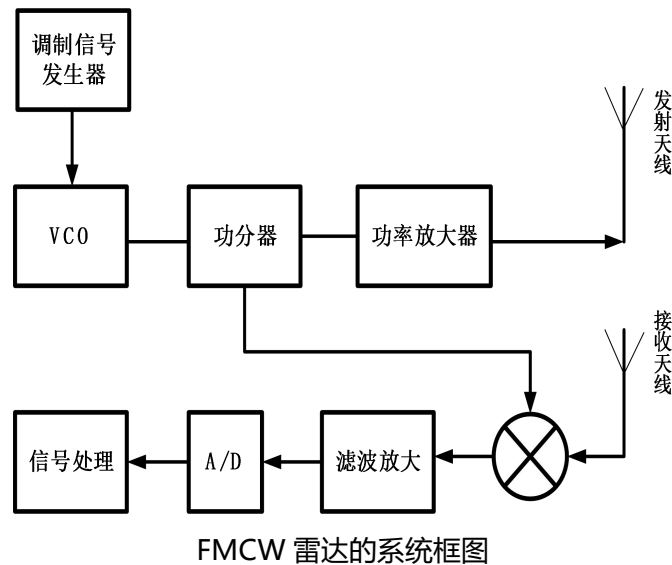 调制信号
发生器
发射天线
VCO
功分器
功率放大器
接收天线
信号处理
A/D
滤波放大
FMCW 雷达的系统框图